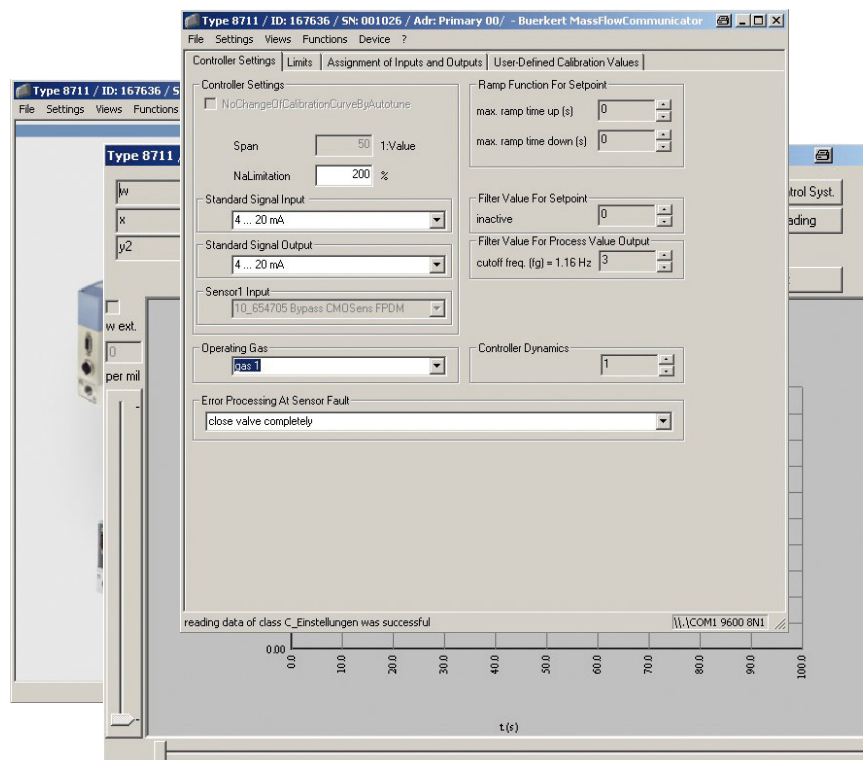 Type 8711 / ID: 167636 / SN: 001026 / Adr: Primary 00/ - Buerkert MassFlowCommunicator
File Settings Views Functions Device ?
Controller Settings Limits Assignment of Inputs and Outputs User-Defined Calibration Values
Controller Settings
NoChangeOfCalibrationCurveByAutotune
Span 50 1:Value
NaLimitation 200 %
Standard Signal Input
4 ... 20 mA
Standard Signal Output
4 ... 20 mA
Sensor1 Input
10_654705 Bypass CMOSens FPDM
Operating Gas
gas 1
Error Processing At Sensor Fault
close valve completely
Ramp Function For Setpoint
max. ramp time up (s) 0
max. ramp time down (s) 0
Filter Value For Setpoint
inactive 0
Filter Value For Process Value Output
cutoff freq. (fg) = 1.16 Hz 3
Controller Dynamics
1
reading data of class C_Einstellungen was successful \\.\COM1 9600 8N1
Type 8711 / ID: 167636 / S
File Settings Views Functions
Type 8711
w
x
y2
w ext.
0
per mil
trol Syst.
ading
0.00
0.0 10.0 20.0 30.0 40.0 50.0 60.0 70.0 80.0 90.0 100.0
t(s)